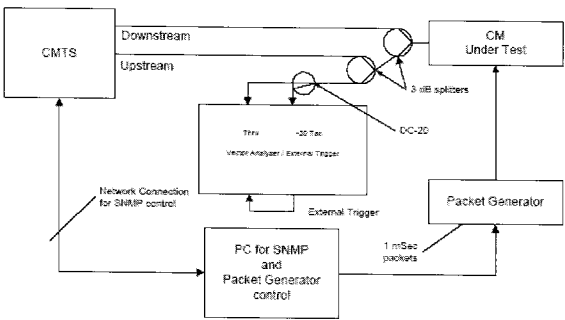 CMTS
Downstream
Upstream
CM
Under Test
3 dB splitters
DC-20
Thru
-20 Tap
Vector Analyzer / External Trigger
External Trigger
Network Connection
for SNMP control
Packet Generator
1 mSec
packets
PC for SNMP
and
Packet Generator
control